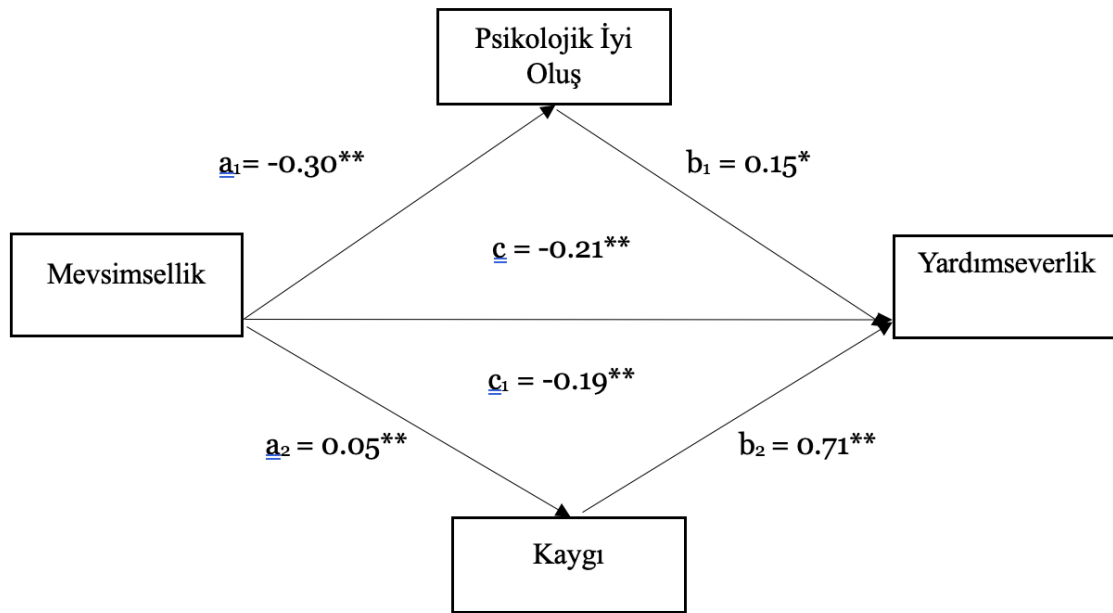 Psikolojik İyi
Oluş
a₁= -0.30**
b₁ = 0.15*
c = -0.21**
Mevsimsellik
Yardımseverlik
c₁ = -0.19**
a₂ = 0.05**
b₂ = 0.71**
Kaygı